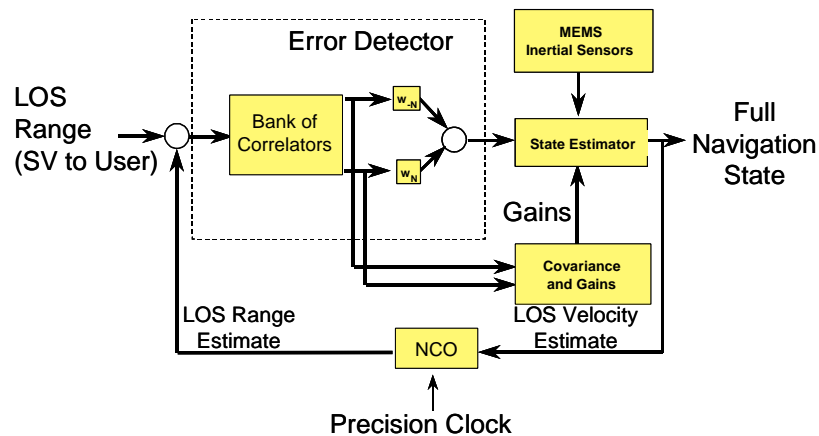 Error Detector
MEMS
Inertial Sensors
LOS
Range
(SV to User)
Bank of
Correlators
w-N
wN
State Estimator
Full
Navigation
State
Gains
Covariance
and Gains
LOS Range
Estimate
LOS Velocity
Estimate
NCO
Precision Clock